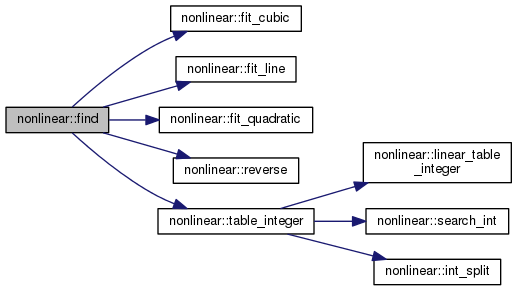 nonlinear::fit_cubic
nonlinear::fit_line
nonlinear::find
nonlinear::fit_quadratic
nonlinear::reverse
nonlinear::table_integer
nonlinear::linear_table
_integer
nonlinear::search_int
nonlinear::int_split